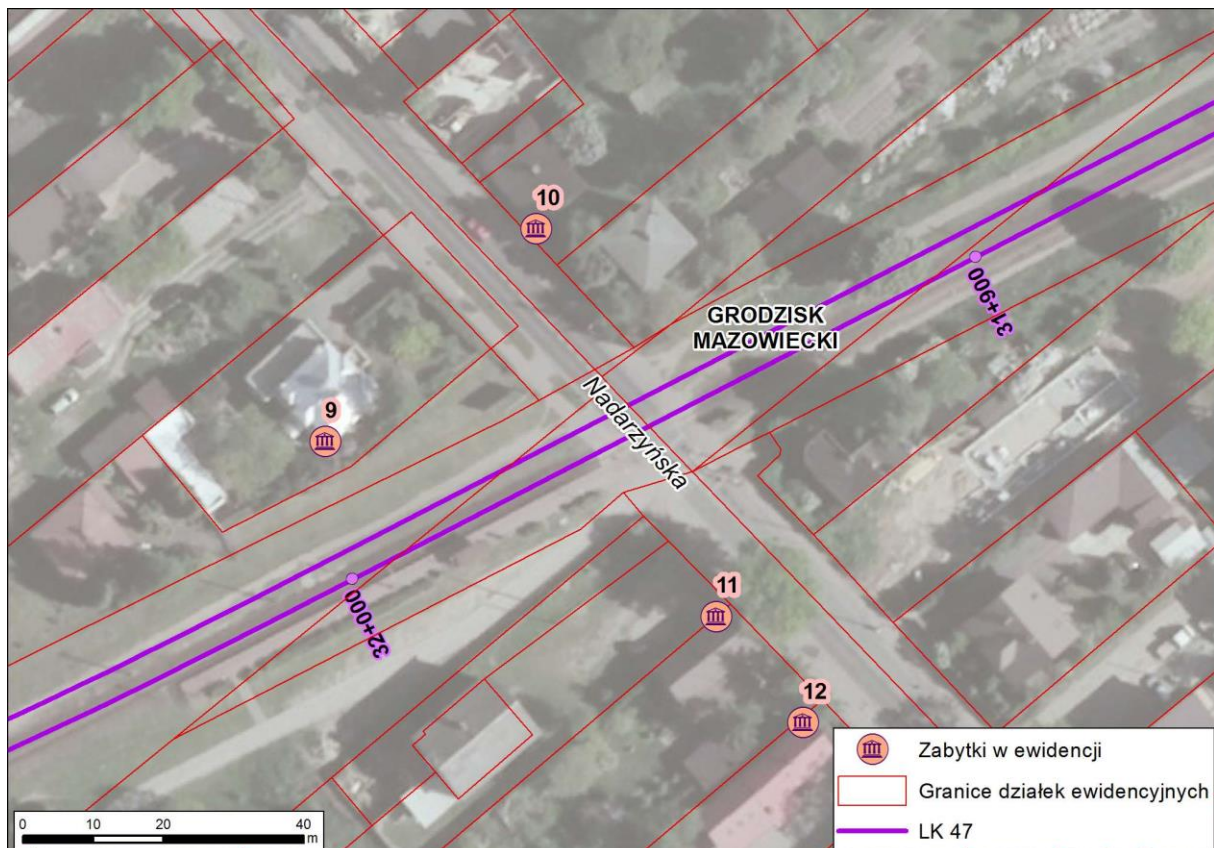 10
31+900
GRODZISK
MAZOWIECKI
Nadarzyńska
9
32+000
11
12
Zabytki w ewidencji
Granice działek ewidencyjnych
LK 47
0 10 20 40
m